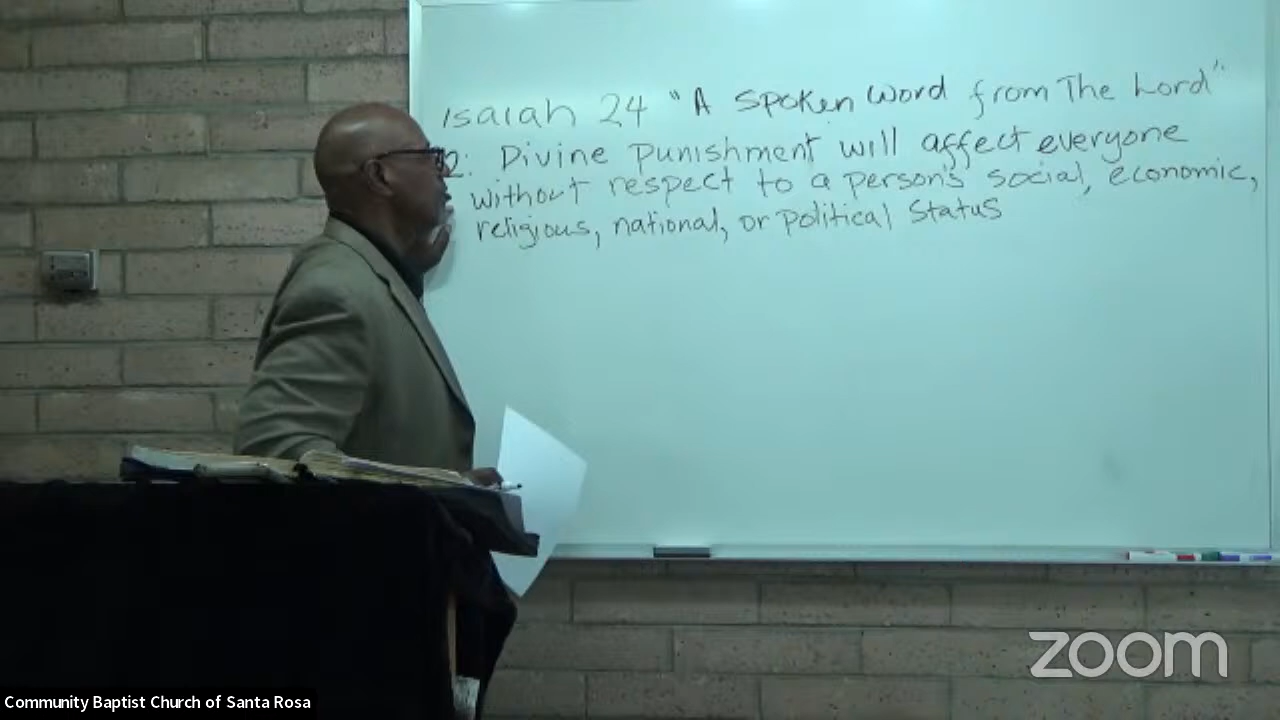 Isaiah 24 "A Spoken Word from The Lord"
2: Divine punishment will affect everyone
without respect to a person's social, economic,
religious, national, or political status
zoom
Community Baptist Church of Santa Rosa